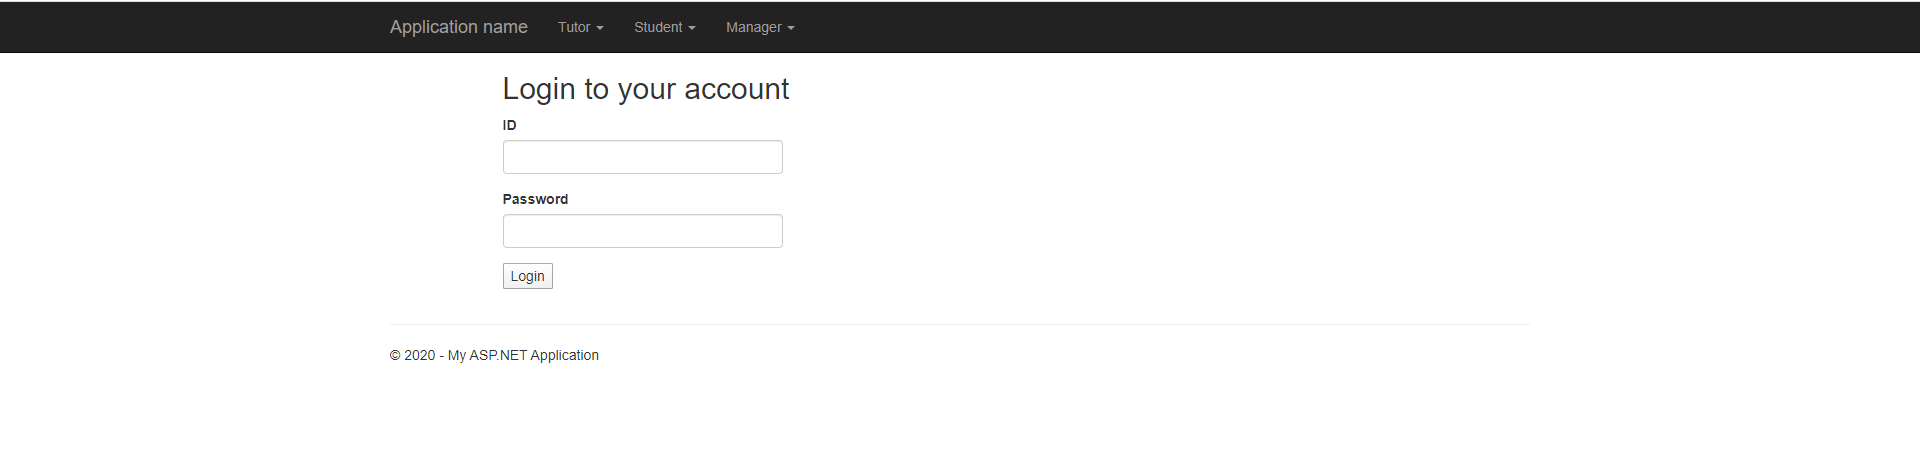 Application name Tutor Student Manager
Login to your account
ID
Password
Login
© 2020 - My ASP.NET Application